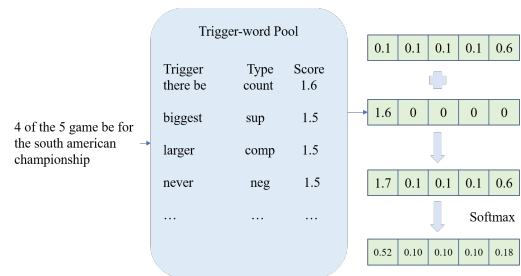 4 of the 5 game be for
the south american
championship
Trigger-word Pool
Trigger Type Score
there be count 1.6
biggest sup 1.5
larger comp 1.5
never neg 1.5
... ... ...
0.1 0.1 0.1 0.1 0.6
1.6 0 0 0 0
1.7 0.1 0.1 0.1 0.6
Softmax
0.52 0.10 0.10 0.10 0.18